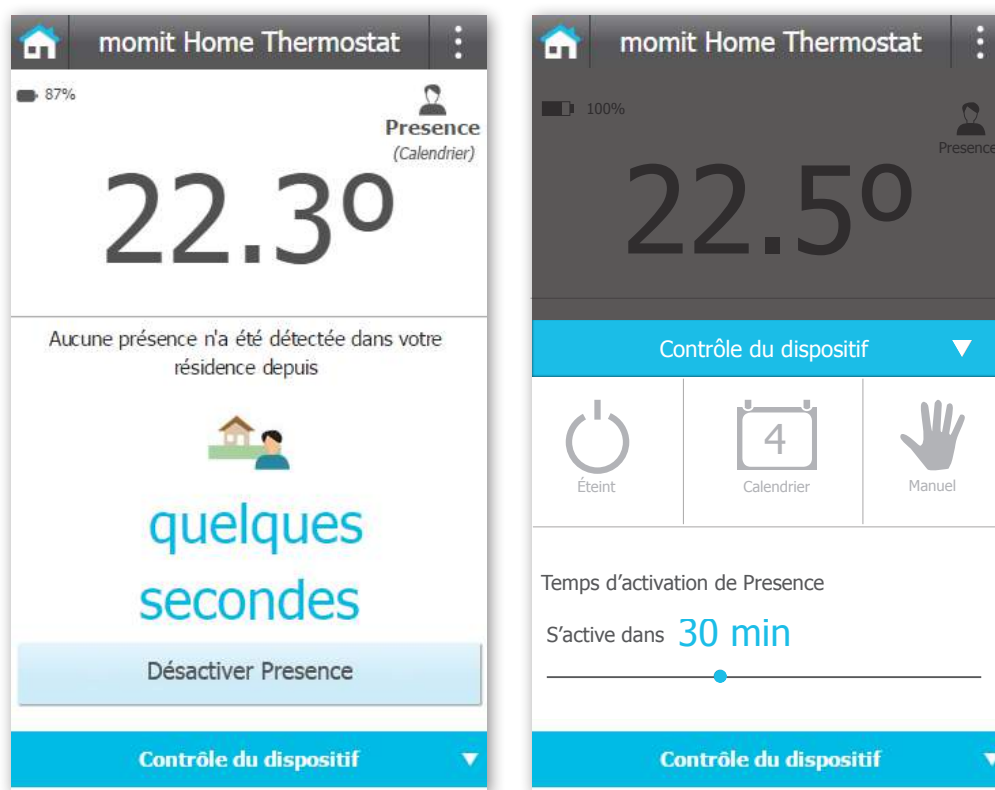 momit Home Thermostat
87%
Presence
(Calendrier)
22.3º
Aucune présence n'a été détectée dans votre
résidence depuis
quelques
secondes
Désactiver Presence
Contrôle du dispositif
momit Home Thermostat
100%
Presence
22.5º
Contrôle du dispositif
4
Éteint
Calendrier
Manuel
Temps d’activation de Presence
S’active dans 30 min
Contrôle du dispositif